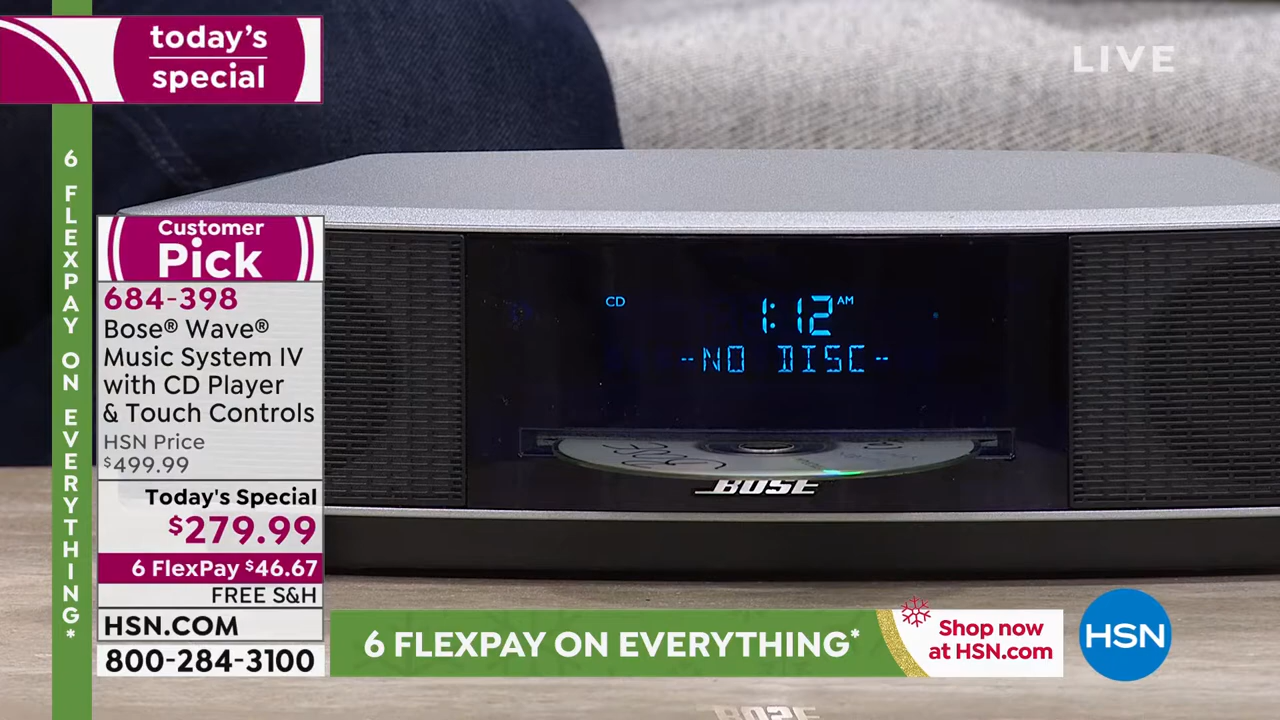 today's
special
LIVE
6 FLEXPAY ON EVERYTHING*
Customer
Pick
684-398
Bose® Wave®
Music System IV
with CD Player
& Touch Controls
HSN Price
$499.99
Today's Special
$279.99
6 FlexPay $46.67
FREE S&H
HSN.COM
800-284-3100
CD
1:12 AM
-NO DISC-
BOSE
6 FLEXPAY ON EVERYTHING*
Shop now
at HSN.com
HSN
BOSE